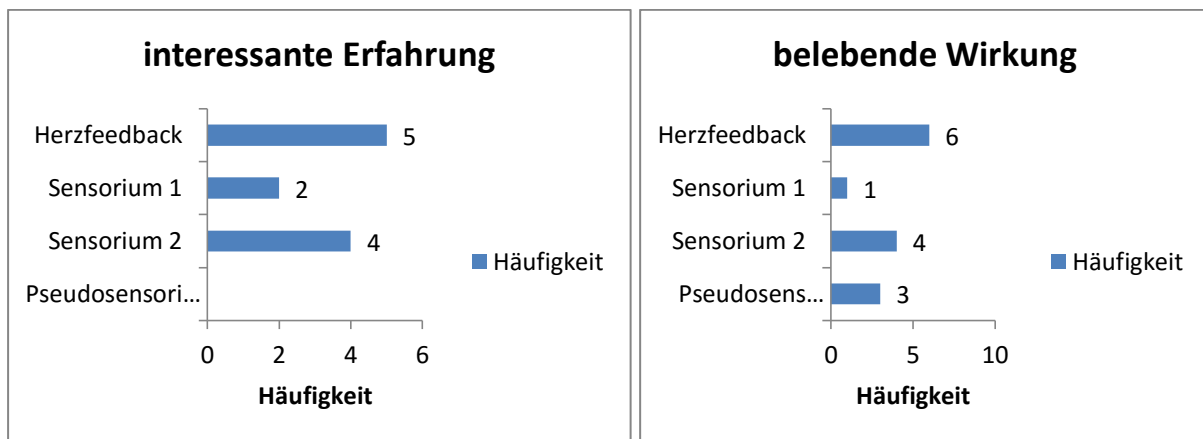 interessante Erfahrung
Herzfeedback
5
Sensorium 1
2
Sensorium 2
4
Häufigkeit
Pseudosensori...
0 2 4 6
Häufigkeit
belebende Wirkung
Herzfeedback
6
Sensorium 1
1
Sensorium 2
4
Häufigkeit
Pseudosens...
3
0 5 10
Häufigkeit